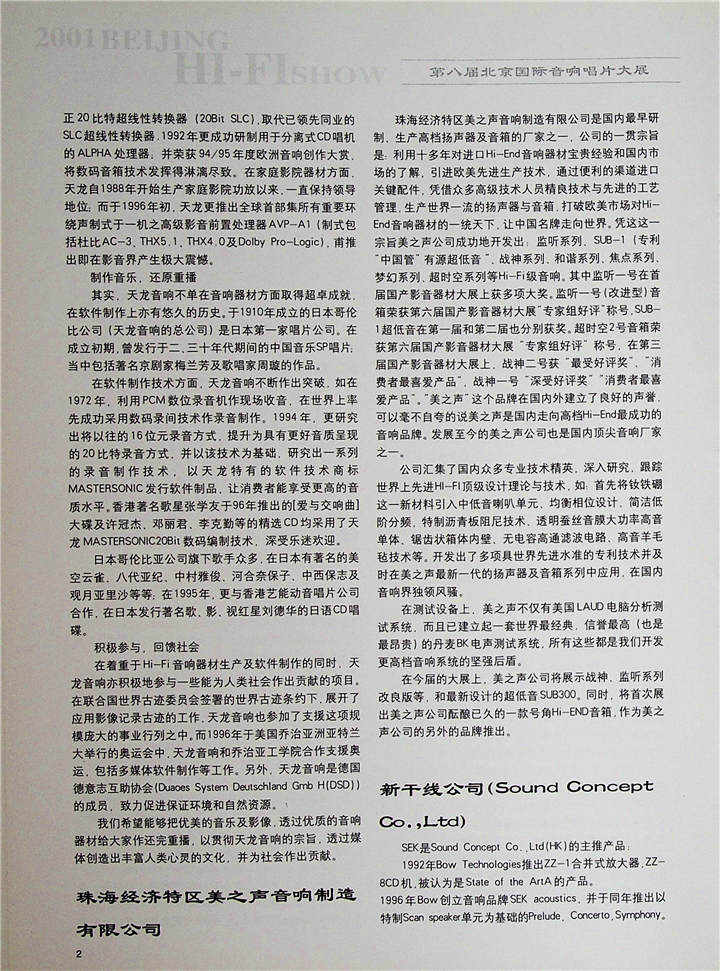 2001 BEIJING
HI-FI SHOW
第八届北京国际音响唱片大展
正20比特超线性转换器 (20Bit SLC),取代已领先同业的
SLC超线性转换器.1992年更成功研制用于分离式CD唱机
的ALPHA处理器；并荣获94/95年度欧洲音响创作大赏,
将数码音箱技术发挥得淋漓尽致。在家庭影院器材方面,
天龙自1988年开始生产家庭影院功放以来,一直保持领导
地位；而于1996年初，天龙更推出全球首部集所有重要环
绕声制式于一机之高级影音前置处理器AVP-A1 (制式包
括杜比AC-3、THX5.1、THX4.0及Dolby Pro-Logic)，甫推
出即在影音界产生极大震憾。
制作音乐、还原重播
其实，天龙音响不单在音响器材方面取得超卓成就,
在软件制作上亦有悠久的历史。于1910年成立的日本哥伦
比公司（天龙音响的总公司）是日本第一家唱片公司。在
成立初期,曾发行于二、三十年代期间的中国音乐SP唱片;
当中包括著名京剧家梅兰芳及歌唱家周璇的作品。
在软件制作技术方面，天龙音响不断作出突破，如在
1972年，利用PCM数位录音机作现场收音，在世界上率
先成功采用数码录间技术作录音制作。1994年，更研究
出将以往的16位元录音方式，提升为具有更好音质呈现
的20比特录音方式，并以该技术为基础，研究出一系列
的录音制作技术，以天龙特有的软件技术商标
MASTERSONIC发行软件制品，让消费者能享受更高的音
质水平。香港著名歌星张学友于96年推出的[爱与交响曲]
大碟及许冠杰、邓丽君、李克勤等的精选CD均采用了天
龙MASTERSONIC20Bit数码编制技术，深受乐迷欢迎。
日本哥伦比亚公司旗下歌手众多,在日本有著名的美
空云雀，八代亚纪、中村雅俊、河合奈保子、中西保志及
观月亚里沙等等；在1995年，更与香港艺能动音唱片公司
合作，在日本发行著名歌、影、视红星刘德华的日语CD唱
碟。
积极参与，回馈社会
在着重于Hi-Fi音响器材生产及软件制作的同时，天
龙音响亦积极地参与一些能为人类社会作出贡献的项目。
在联合国世界古迹委员会签署的世界古迹条约下,展开了
应用影像记录古迹的工作，天龙音响也参加了支援这项规
模庞大的事业行列之中。而1996年于美国乔治亚洲亚特兰
大举行的奥运会中,天龙音响和乔治亚工学院合作支援奥
运，包括多媒体软件制作等工作。另外，天龙音响是德国
德意志互助协会(Duaoes System Deutschland Gmb H(DSD))
的成员，致力促进保证环境和自然资源。
我们希望能够把优美的音乐及影像,透过优质的音响
器材给大家作还完重播，以贯彻天龙音响的宗旨，透过媒
体创造出丰富人类心灵的文化，并为社会作出贡献。
珠海经济特区美之声音响制造
有限公司
2
珠海经济特区美之声音响制造有限公司是国内最早研
制、生产高档扬声器及音箱的厂家之一，公司的一贯宗旨
是：利用十多年对进口Hi-End音响器材宝贵经验和国内市
场的了解，引进欧美先进生产技术，通过便利的渠道进口
关键配件，凭借众多高级技术人员精良技术与先进的工艺
管理,生产世界一流的扬声器与音箱,打破欧美市场对Hi-
End音响器材的一统天下,让中国名牌走向世界。凭这这一
宗旨美之声公司成功地开发出：监听系列、SUB-1 (专利
"中国管"有源超低音"、战神系列、和谐系列、焦点系列、
梦幻系列、超时空系列等Hi-Fi级音响。其中监听一号在首
届国产影音器材大展上获多项大奖。监听一号(改进型)音
箱荣获第六届国产影音器材大展"专家组好评"称号,SUB-
1超低音在第一届和第二届也分别获奖。超时空2号音箱荣
获第六届国产影音器材大展 "专家组好评" 称号，在第三
届国产影音器材大展上，战神二号获 "最受好评奖"、"消
费者最喜爱产品"，战神一号 "深受好评奖" "消费者最喜
爱产品"。"美之声"这个品牌在国内外建立了良好的声誉,
可以毫不自夸的说美之声是国内走向高档Hi-End最成功的
音响品牌。发展至今的美之声公司也是国内顶尖音响厂家
之一。
公司汇集了国内众多专业技术精英，深入研究，跟踪
世界上先进HI-FI顶级设计理论与技术，如：首先将钕铁硼
这一新材料引入中低音喇叭单元、均衡相位设计、简洁低
阶分频，特制沥青板阻尼技术、透明蚕丝音膜大功率高音
单体、锯齿状箱体内壁、无电容高通滤波电路、高音羊毛
毡技术等。开发出了多项具世界先进水准的专利技术并及
时在美之声最新一代的扬声器及音箱系列中应用，在国内
音响界独领风骚。
在测试设备上，美之声不仅有美国LAUD电脑分析测
试系统，而且已建立起一套世界最经典，信誉最高（也是
最昂贵）的丹麦BK电声测试系统，所有这些都是我们开发
更高档音响系统的坚强后盾。
在今届的大展上，美之声公司将展示战神、监听系列
改良版等，和最新设计的超低音SUB300。同时，将首次展
出美之声公司酝酿已久的一款号角Hi-END音箱,作为美之
声公司的另外的品牌推出。
新干线公司(Sound Concept
Co.,Ltd)
SEK是Sound Concept Co.,Ltd(HK)的主推产品：
1992年Bow Technologies推出ZZ-1合并式放大器,ZZ-
8CD机,被认为是State of the ArtA的产品。
1996年Bow创立音响品牌SEK acoustics，并于同年推出以
特制Scan speaker单元为基础的Prelude, Concerto,Symphony。